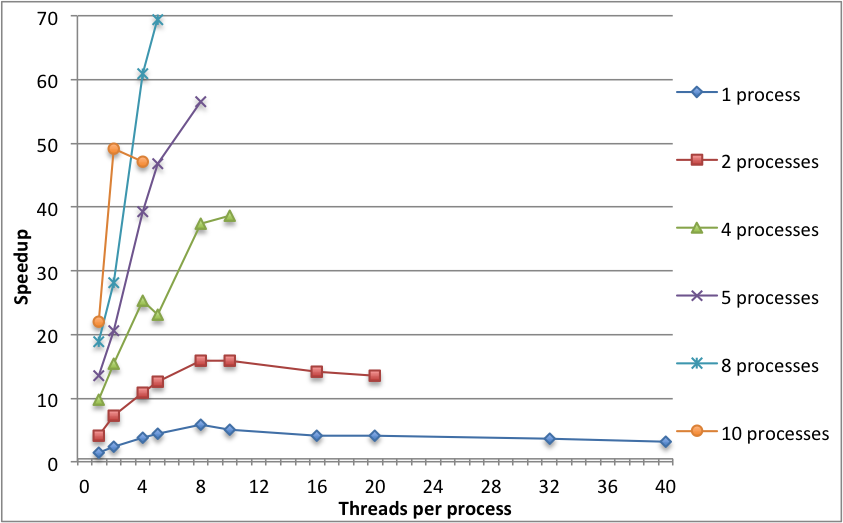 70
60
50
40
30
20
10
0
Speedup
0 4 8 12 16 20 24 28 32 36 40
Threads per process
1 process
2 processes
4 processes
5 processes
8 processes
10 processes